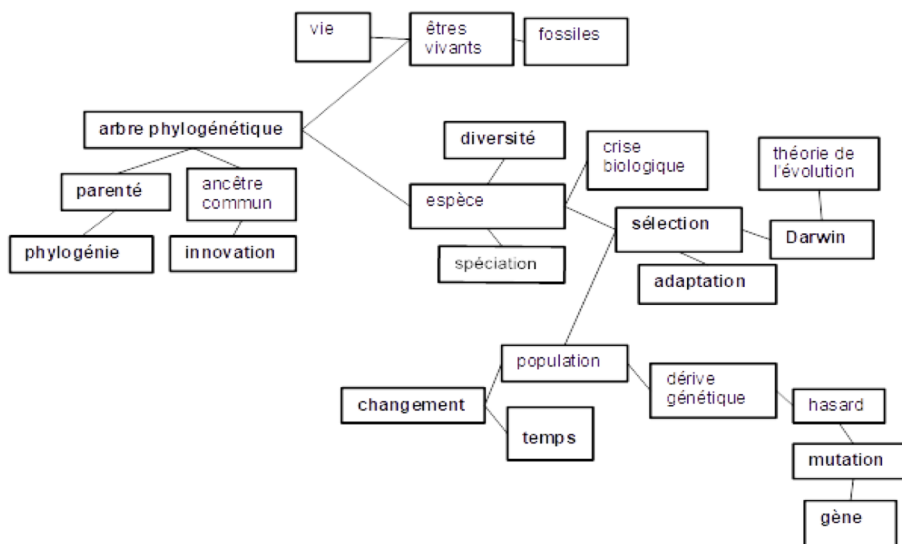 vie
êtres
vivants
fossiles
arbre phylogénétique
diversité
crise
biologique
théorie de
l'évolution
parenté
ancêtre
commun
espèce
sélection
Darwin
phylogénie
innovation
spéciation
adaptation
population
dérive
génétique
changement
hasard
temps
mutation
gène